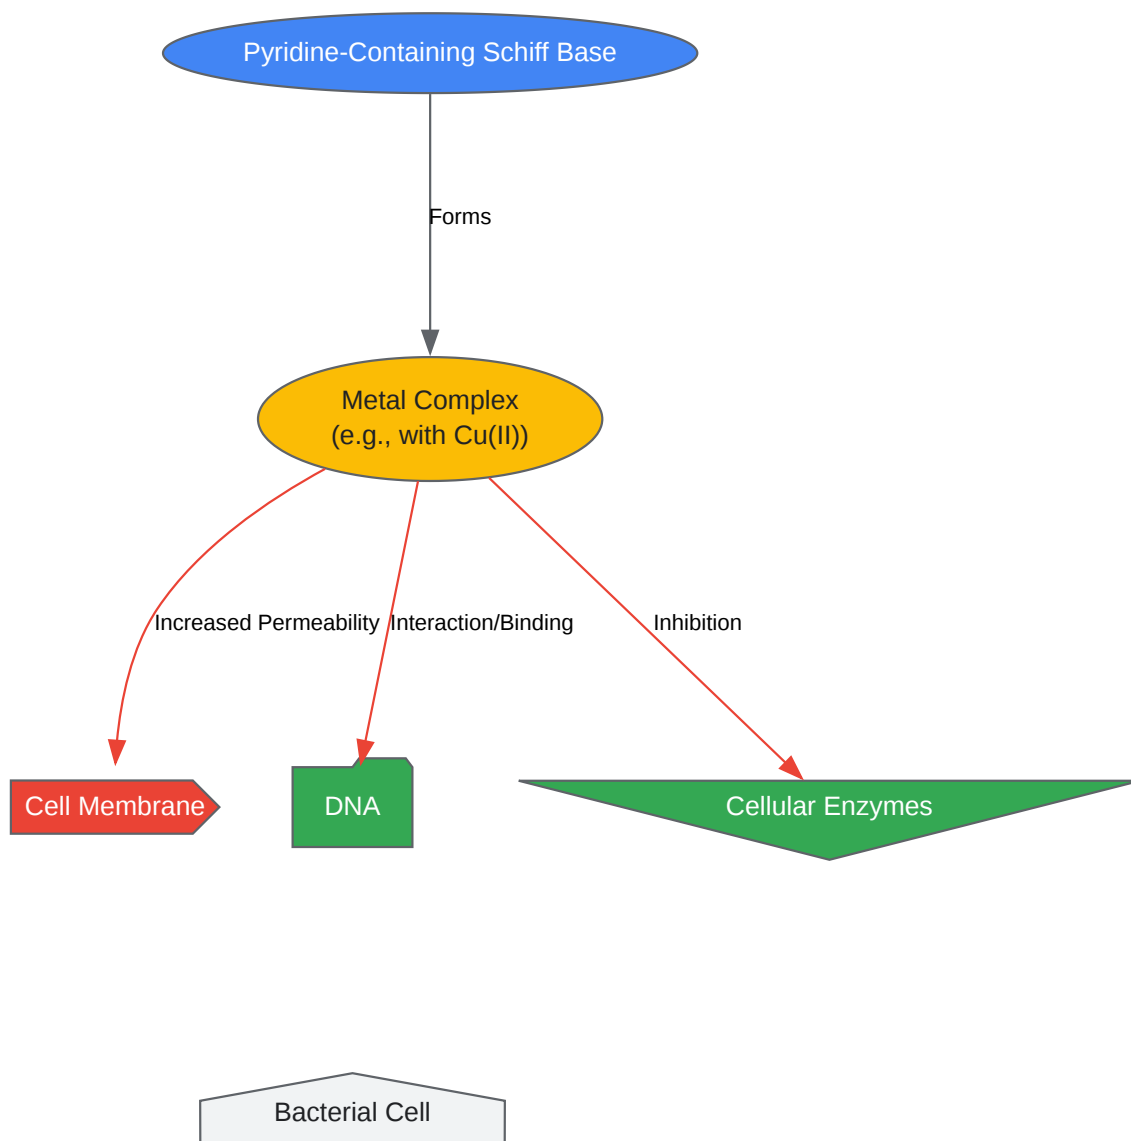 Pyridine-Containing Schiff Base
Forms
Metal Complex
(e.g., with Cu(II))
Increased Permeability
Interaction/Binding
Inhibition
Cell Membrane
DNA
Cellular Enzymes
Bacterial Cell